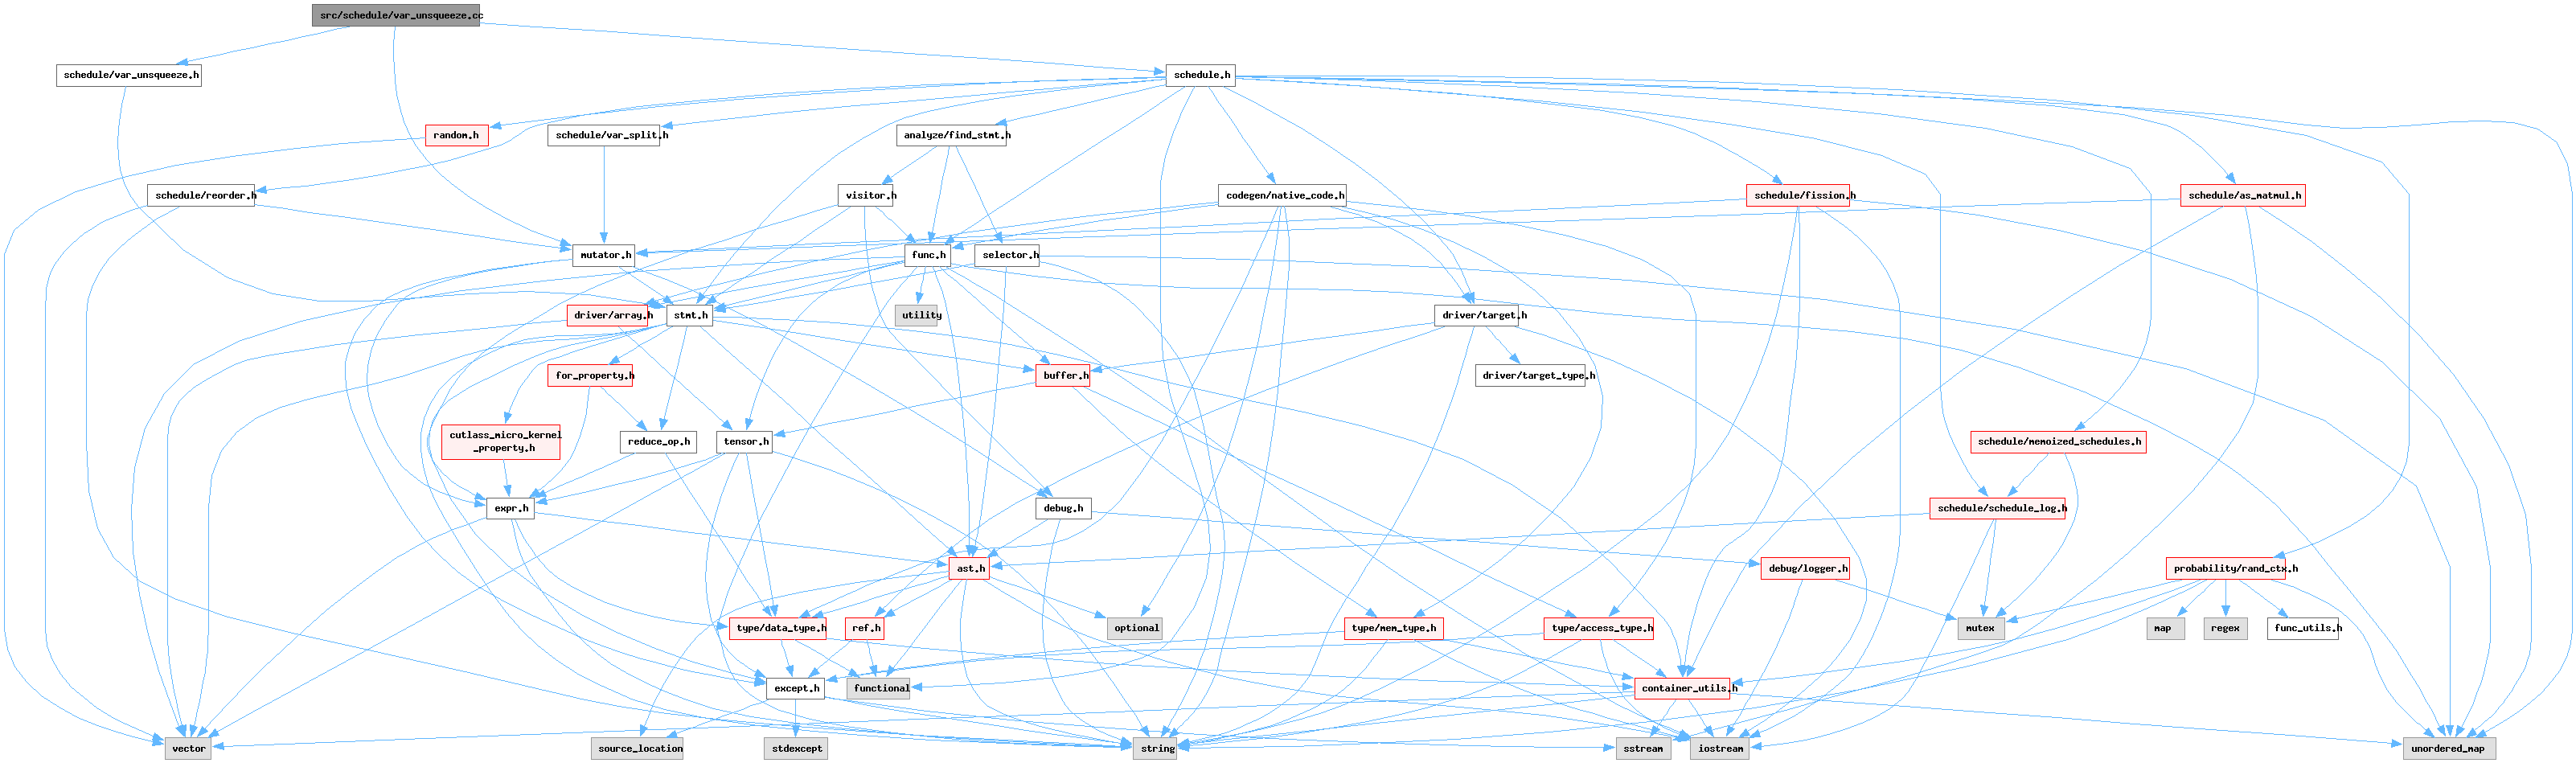 src/schedule/var_unsqueeze.cc
schedule/var_unsqueeze.h
schedule.h
random.h
schedule/var_split.h
analyze/find_stmt.h
schedule/reorder.h
visitor.h
codegen/native_code.h
schedule/fission.h
schedule/as_matmul.h
mutator.h
func.h
selector.h
driver/array.h
stmt.h
utility
driver/target.h
for_property.h
buffer.h
driver/target_type.h
cutlass_micro_kernel
_property.h
reduce_op.h
tensor.h
schedule/memoized_schedules.h
expr.h
debug.h
schedule/schedule_log.h
ast.h
debug/logger.h
probability/rand_ctx.h
type/data_type.h
ref.h
optional
type/mem_type.h
type/access_type.h
mutex
map
regex
func_utils.h
except.h
functional
container_utils.h
vector
source_location
stdexcept
string
sstream
iostream
unordered_map